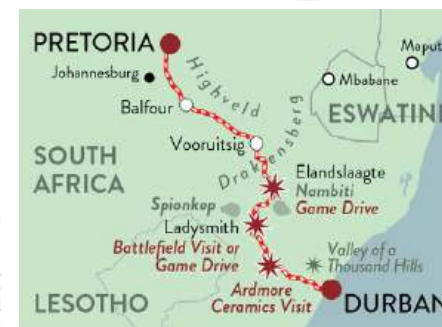 PRETORIA
Johannesburg
Highveld
Maput
Mbabane
Balfour
ESWATINI
Drakensberg
Vooruitsig
SOUTH
AFRICA
Elandslaagte
Nambiti
Game Drive
Spionkop
Ladysmith
Battlefield Visit or
Game Drive
Valley of a
Thousand Hills
Ardmore
Ceramics Visit
LESOTHO
DURBAN